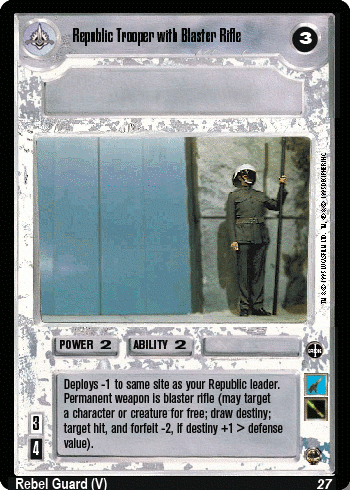 Republic Trooper with Blaster Rifle
3
POWER 2
ABILITY 2
Deploys -1 to same site as your Republic leader.
Permanent weapon is blaster rifle (may target
a character or creature for free; draw destiny;
target hit, and forfeit -2, if destiny +1 > defense
value).
3
4
Rebel Guard (V)
27